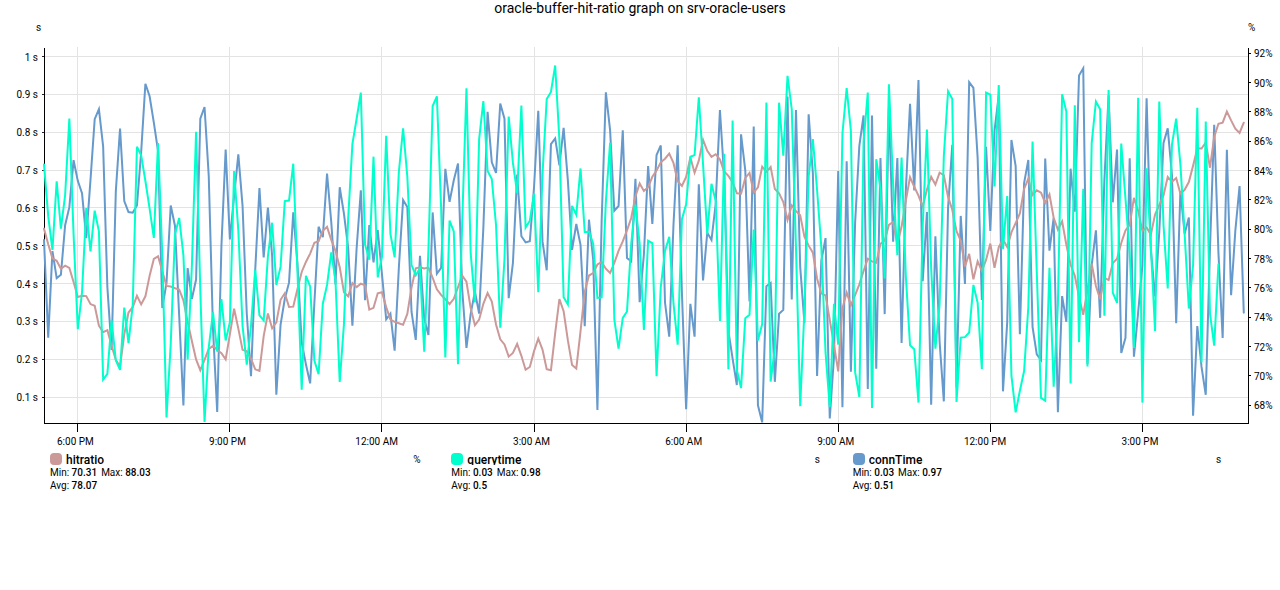 oracle-buffer-hit-ratio graph on srv-oracle-users
s %
1 s 92%
0.9 s 90%
0.8 s 88%
0.7 s 86%
0.6 s 84%
0.5 s 82%
0.4 s 80%
0.3 s 78%
0.2 s 76%
0.1 s 74%
72%
70%
68%
6:00 PM 9:00 PM 12:00 AM 3:00 AM 6:00 AM 9:00 AM 12:00 PM 3:00 PM
hitratio % querytime s connTime s
Min: 70.31 Max: 88.03 Min: 0.03 Max: 0.98 Min: 0.03 Max: 0.97
Avg: 78.07 Avg: 0.5 Avg: 0.51